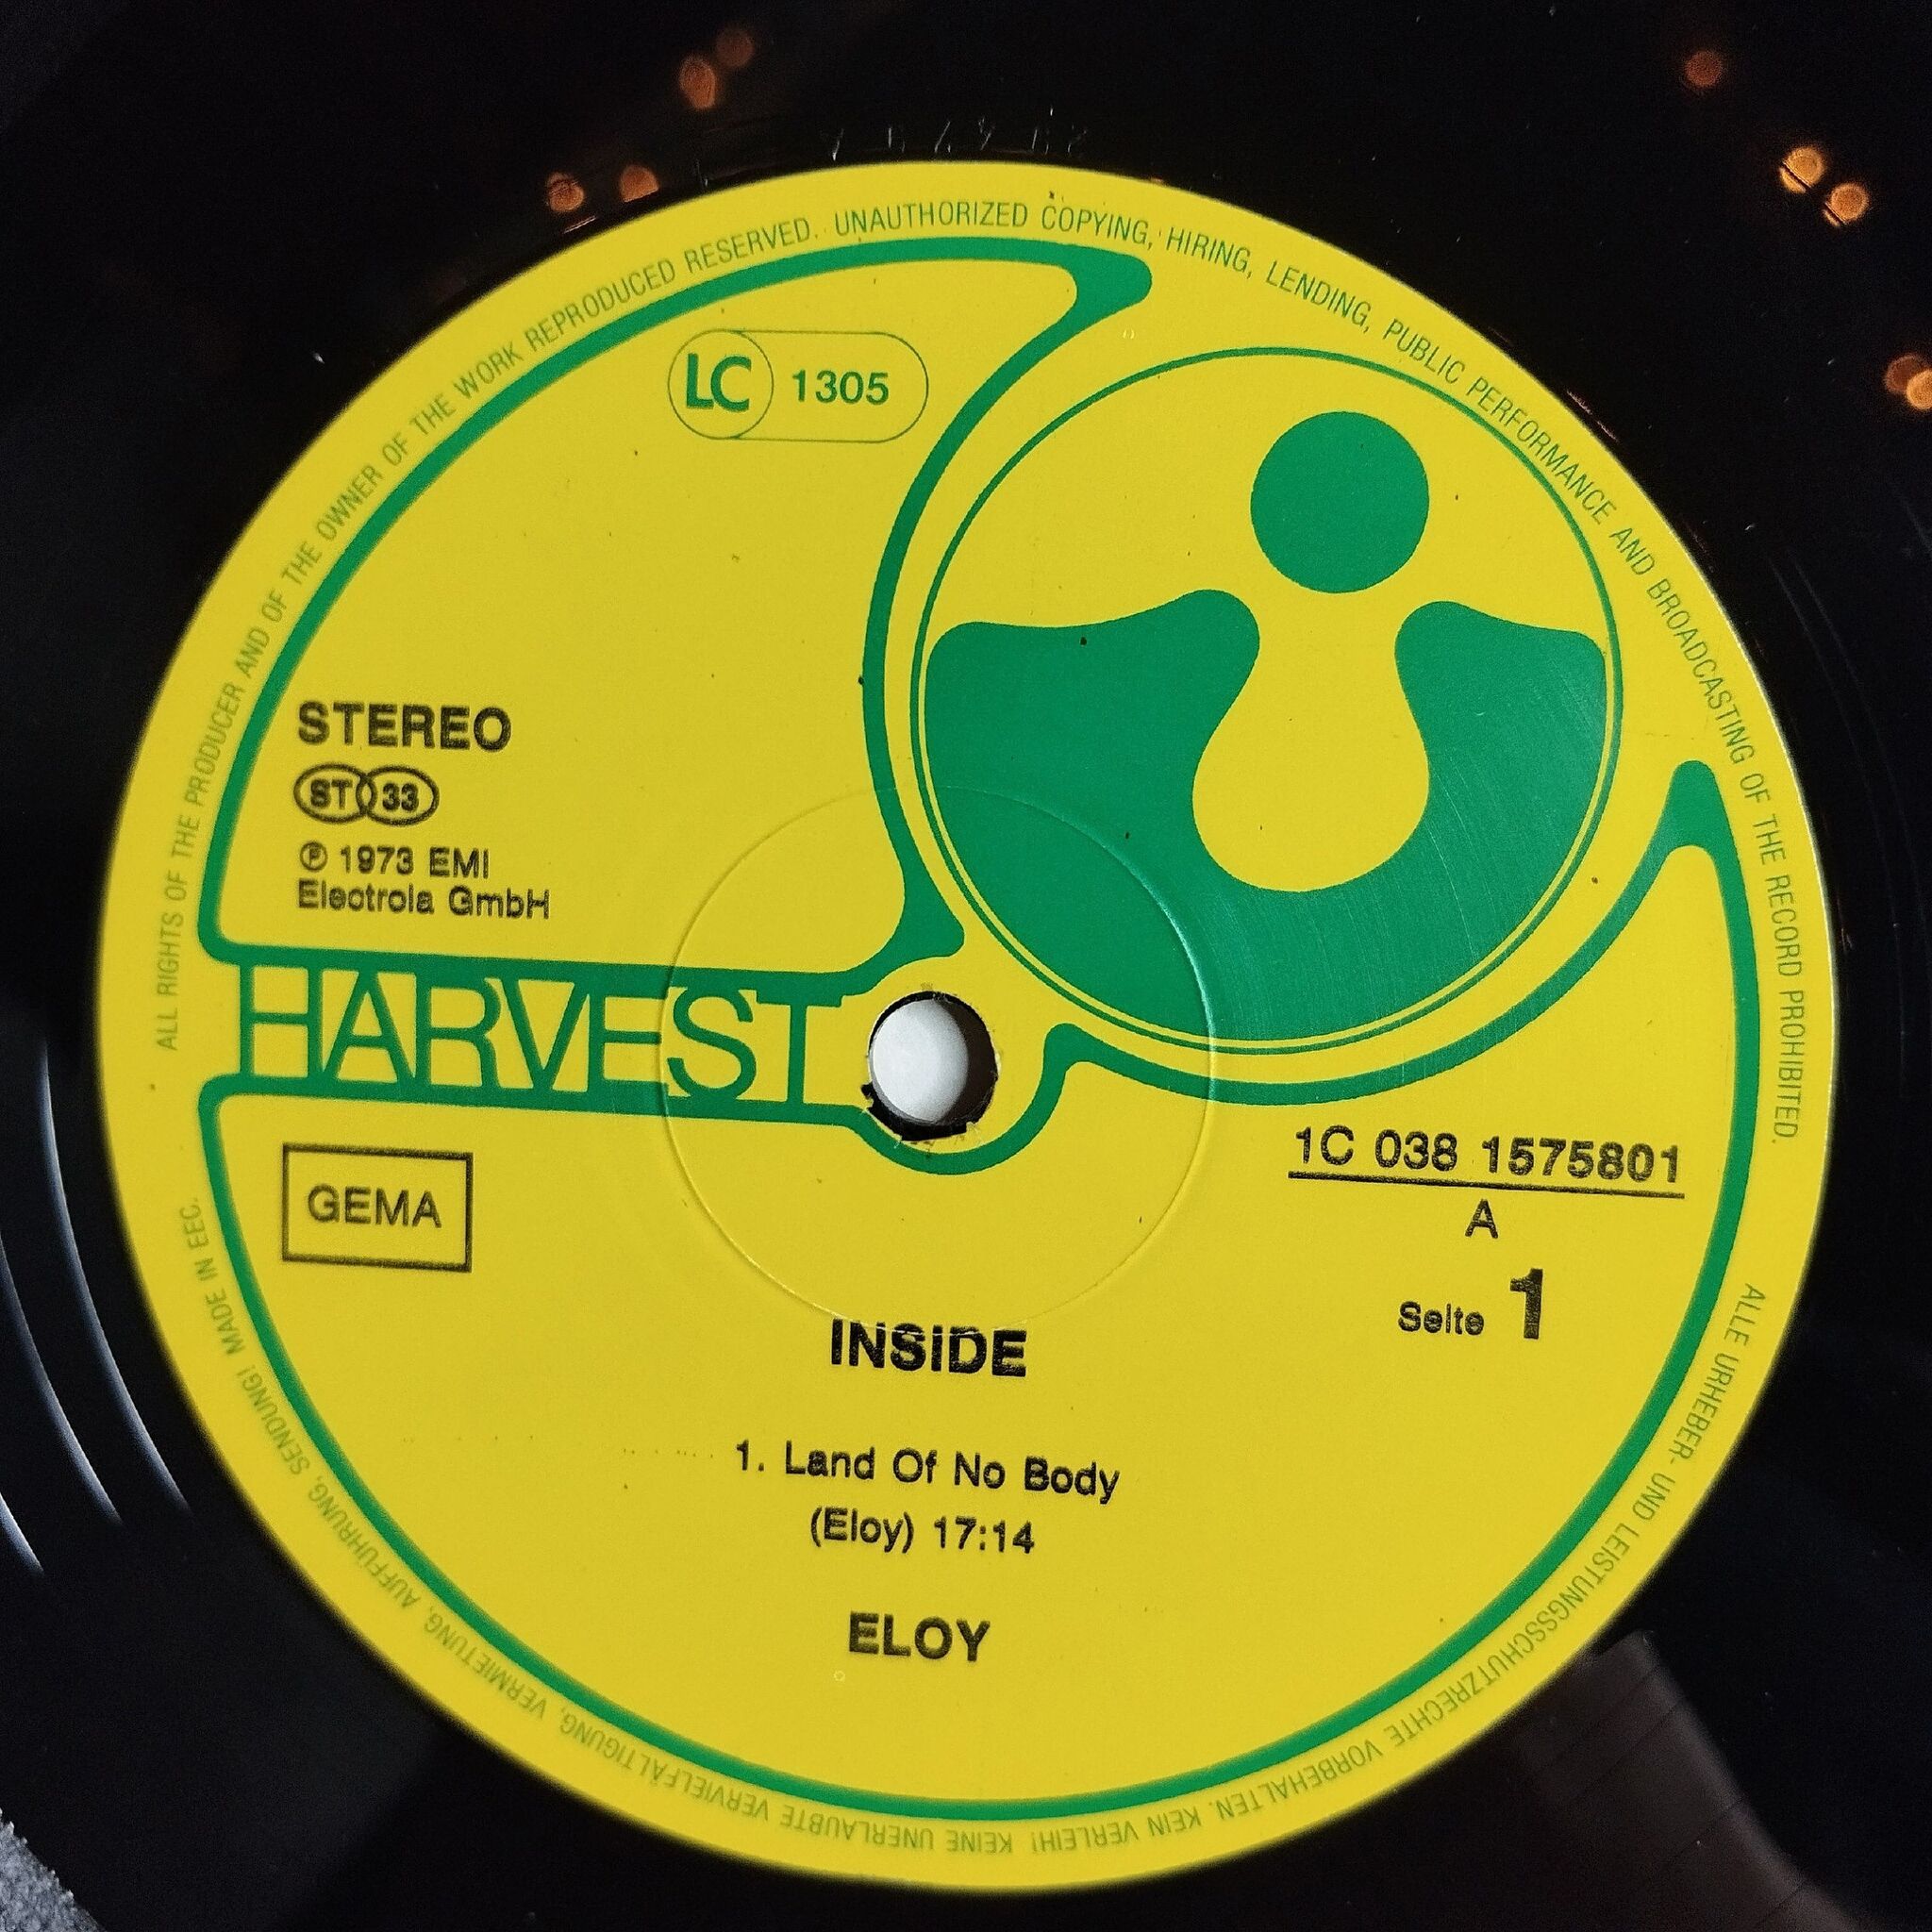 ALL RIGHTS OF THE PRODUCER AND OF THE OWNER OF THE WORK REPRODUCED RESERVED. UNAUTHORIZED COPYING, HIRING, LENDING, PUBLIC PERFORMANCE AND BROADCASTING OF THE RECORD PROHIBITED.
LC 1305
STEREO
ST 33
℗ 1973 EMI
Electrola GmbH
HARVEST
GEMA
1C 038 1575801
A
Seite 1
INSIDE
1. Land Of No Body
(Eloy) 17:14
ELOY
ALLE URHEBER- UND LEISTUNGSSCHUTZRECHTE VORBEHALTEN. KEIN VERLEIH! KEINE UNERLAUBTE VERVIELFÄLTIGUNG, VERMIETUNG, AUFFÜHRUNG, SENDUNG! MADE IN EEC.